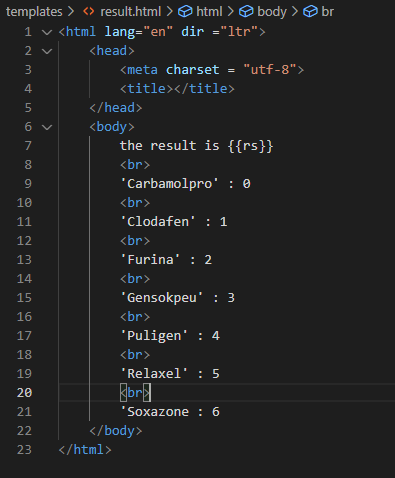 templates > <> result.html > html > body > br
1 <html lang="en" dir ="ltr">
2 <head>
3 <meta charset = "utf-8">
4 <title></title>
5 </head>
6 <body>
7 the result is {{rs}}
8 <br>
9 'Carbamolpro' : 0
10 <br>
11 'Clodafen' : 1
12 <br>
13 'Furina' : 2
14 <br>
15 'Gensokpeu' : 3
16 <br>
17 'Puligen' : 4
18 <br>
19 'Relaxel' : 5
20 <br>
21 'Soxazone : 6
22 </body>
23 </html>